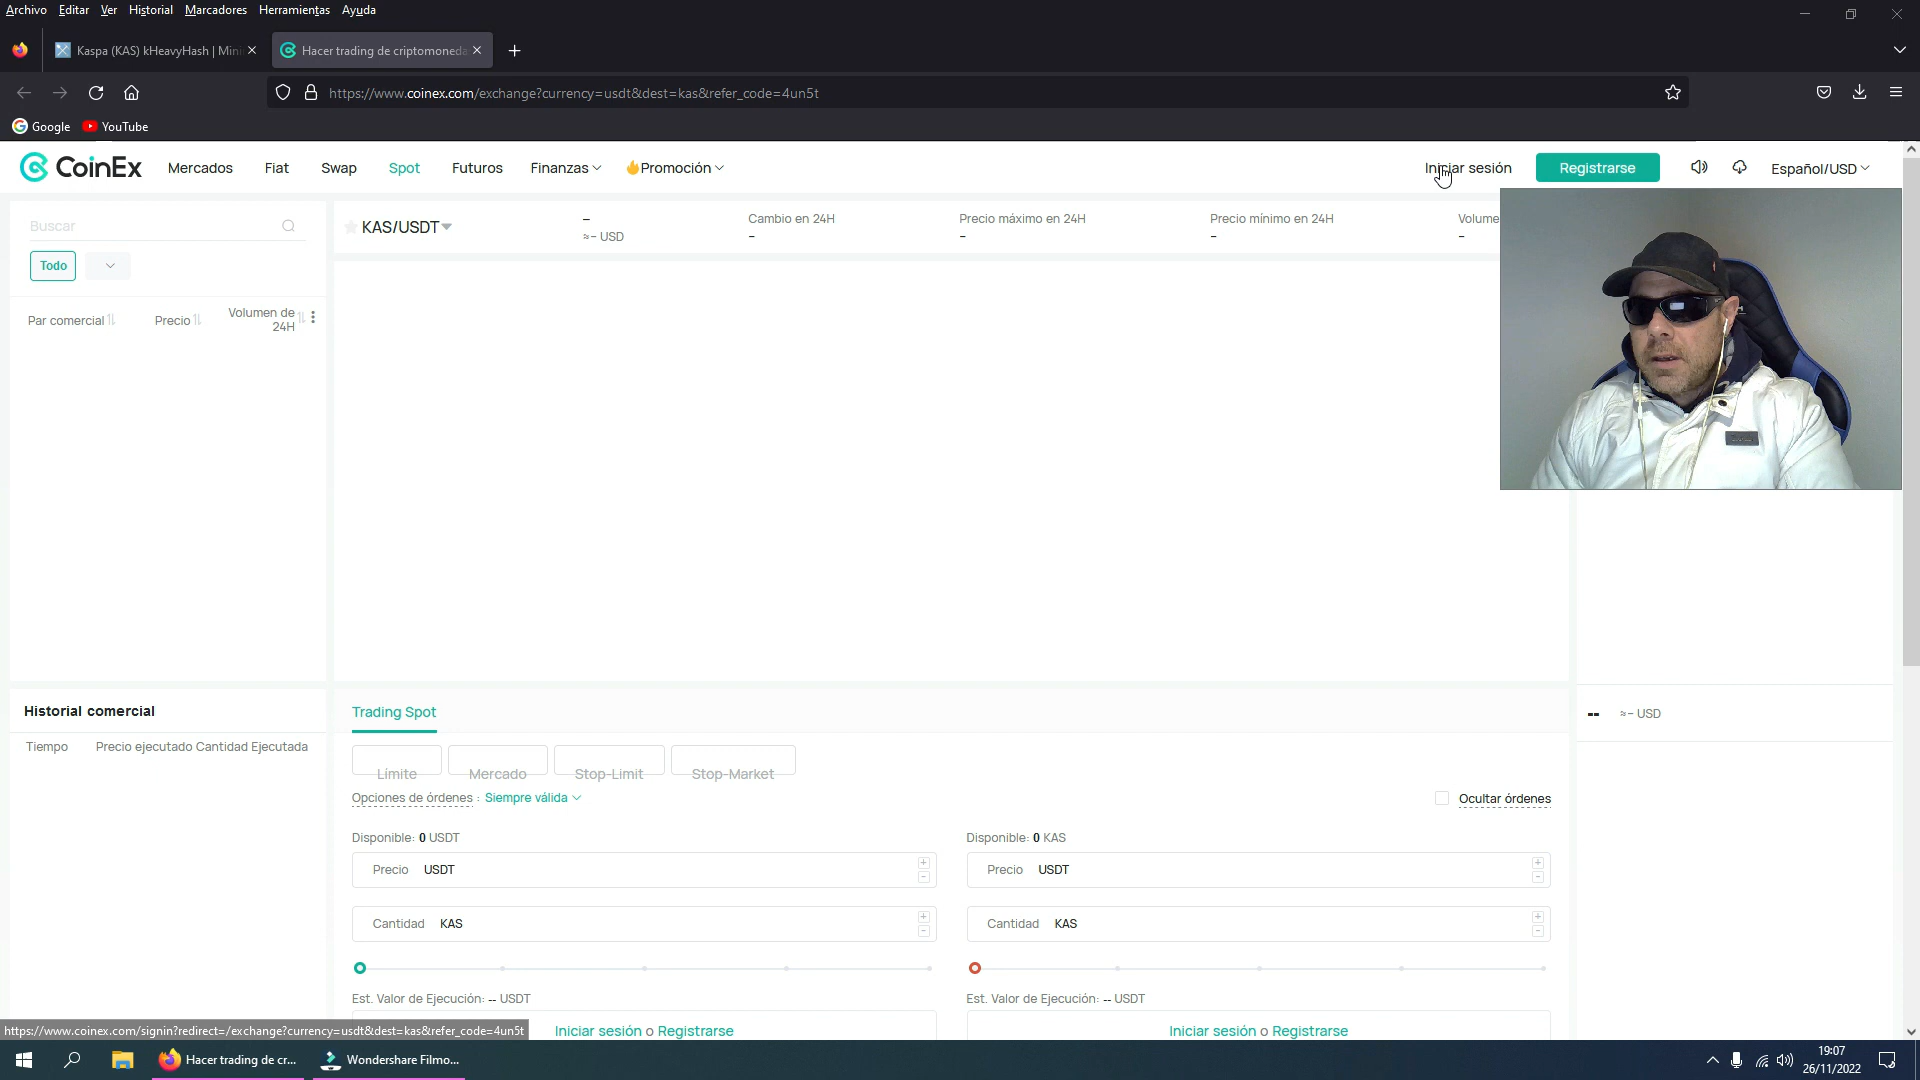 Archivo Editar Ver Historial Marcadores Herramientas Ayuda
Kaspa (KAS) kHeavyHash | Mini
Hacer trading de criptomoneda
https://www.coinex.com/exchange?currency=usdt&dest=kas&refer_code=4un5t
Google YouTube
CoinEx Mercados Fiat Swap Spot Futuros Finanzas Promoción Iniciar sesión Registrarse Español/USD
Buscar
Todo
KAS/USDT
–
≈– USD
Cambio en 24H
–
Precio máximo en 24H
–
Precio mínimo en 24H
–
Volume
–
Par comercial Precio Volumen de
24H
Historial comercial
Tiempo Precio ejecutado Cantidad Ejecutada
Trading Spot
-- ≈– USD
Límite Mercado Stop-Limit Stop-Market
Opciones de órdenes : Siempre válida
Ocultar órdenes
Disponible: 0 USDT
Precio USDT
Cantidad KAS
Est. Valor de Ejecución: -- USDT
Iniciar sesión o Registrarse
Disponible: 0 KAS
Precio USDT
Cantidad KAS
Est. Valor de Ejecución: -- USDT
Iniciar sesión o Registrarse
https://www.coinex.com/signin?redirect=/exchange?currency=usdt&dest=kas&refer_code=4un5t
Hacer trading de cr...
Wondershare Filmo...
19:07
26/11/2022